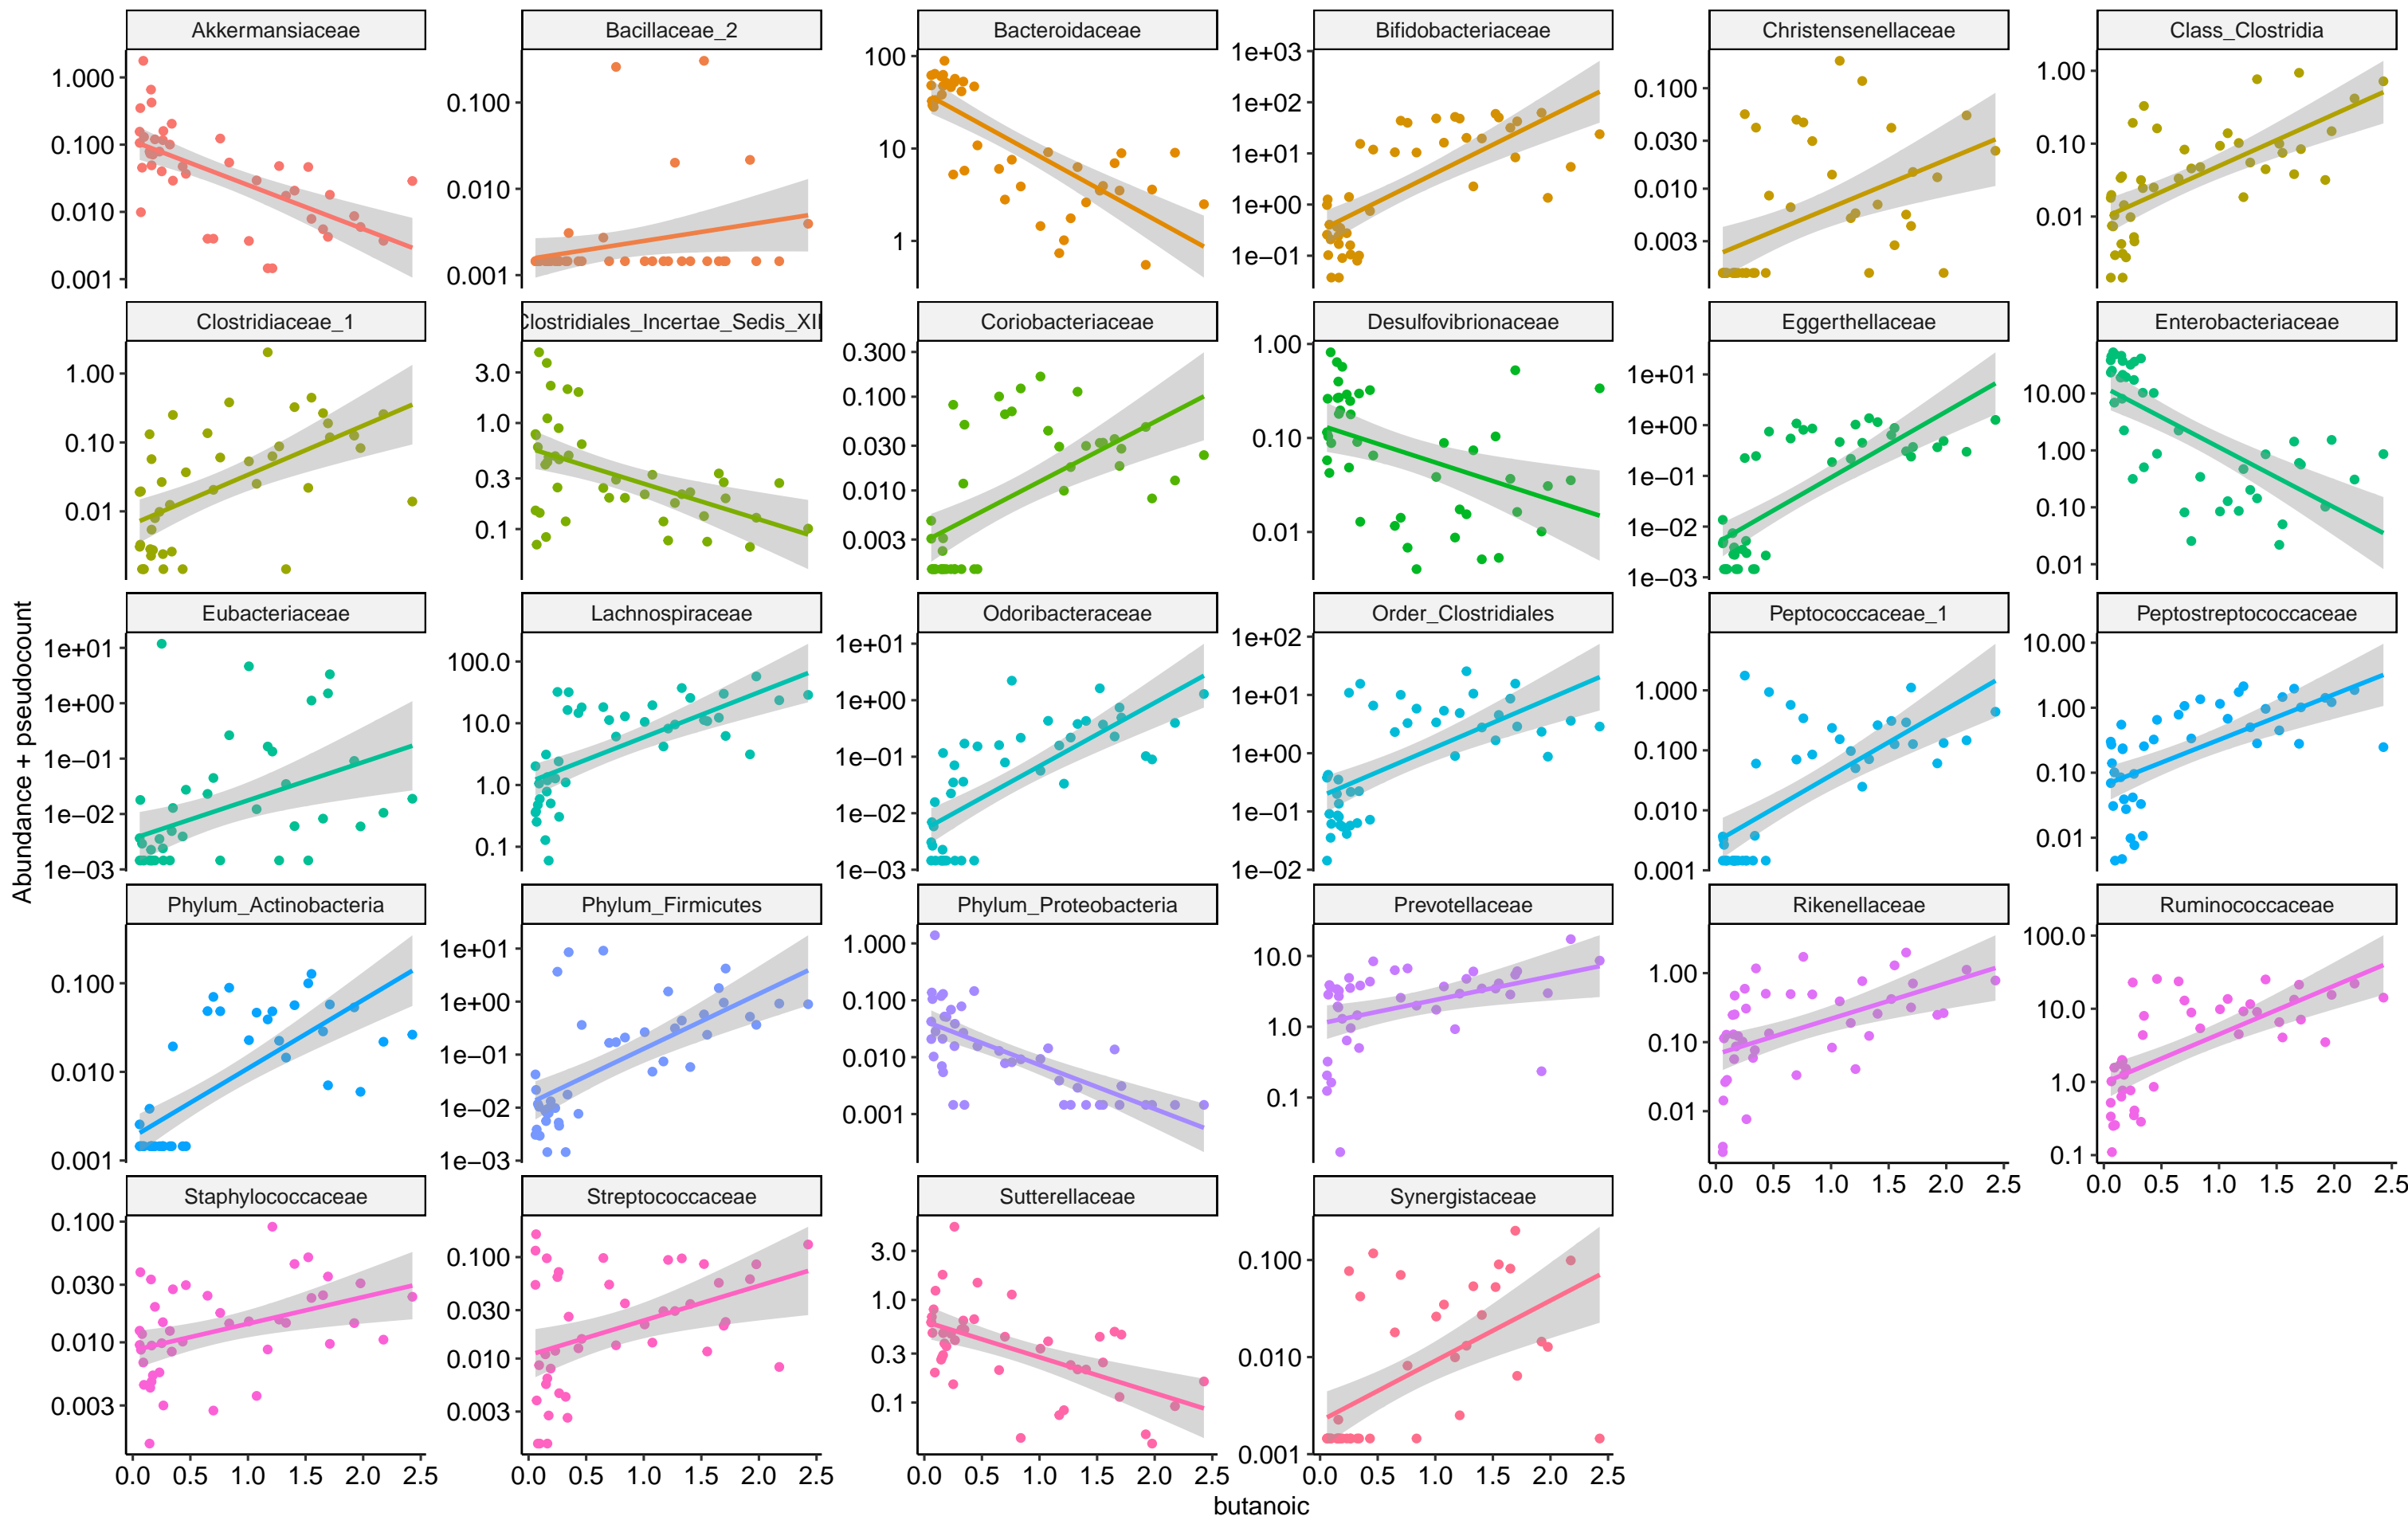 Akkermansiaceae Bacillaceae_2 Bacteroidaceae Bifidobacteriaceae Christensenellaceae Class_Clostridia
1.000 0.100 0.010 0.001
0.100 0.010 0.001
100 10 1
1e+03 1e+02 1e+01 1e+00 1e−01
0.100 0.030 0.010 0.003
1.00 0.10 0.01
Clostridiaceae_1 Clostridiales_Incertae_Sedis_XII Coriobacteriaceae Desulfovibrionaceae Eggerthellaceae Enterobacteriaceae
1.00 0.10 0.01
3.0 1.0 0.3 0.1
0.300 0.100 0.030 0.010 0.003
1.00 0.10 0.01
1e+01 1e+00 1e−01 1e−02 1e−03
10.00 1.00 0.10 0.01
Eubacteriaceae Lachnospiraceae Odoribacteraceae Order_Clostridiales Peptococcaceae_1 Peptostreptococcaceae
1e+01 1e+00 1e−01 1e−02 1e−03
100.0 10.0 1.0 0.1
1e+01 1e+00 1e−01 1e−02 1e−03
1e+02 1e+01 1e+00 1e−01 1e−02
1.000 0.100 0.010 0.001
10.00 1.00 0.10 0.01
Abundance + pseudocount
Phylum_Actinobacteria Phylum_Firmicutes Phylum_Proteobacteria Prevotellaceae Rikenellaceae Ruminococcaceae
0.100 0.010 0.001
1e+01 1e+00 1e−01 1e−02 1e−03
1.000 0.100 0.010 0.001
10.0 1.0 0.1
1.00 0.10 0.01
100.0 10.0 1.0 0.1
0.0 0.5 1.0 1.5 2.0 2.5
0.0 0.5 1.0 1.5 2.0 2.5
Staphylococcaceae Streptococcaceae Sutterellaceae Synergistaceae
0.100 0.030 0.010 0.003
0.100 0.030 0.010 0.003
3.0 1.0 0.3 0.1
0.100 0.010 0.001
0.0 0.5 1.0 1.5 2.0 2.5
0.0 0.5 1.0 1.5 2.0 2.5
0.0 0.5 1.0 1.5 2.0 2.5
0.0 0.5 1.0 1.5 2.0 2.5
butanoic